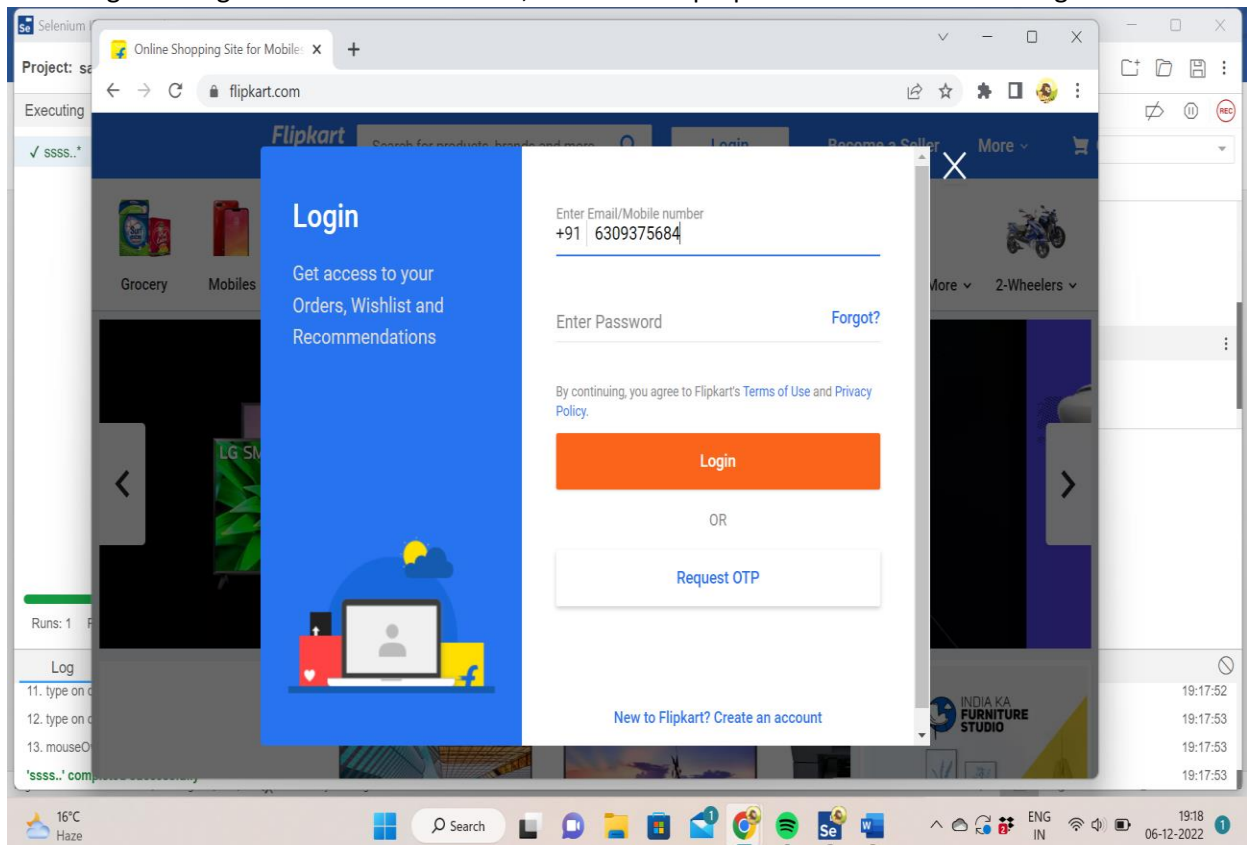 Selenium
Online Shopping Site for Mobiles
Project:
flipkart.com
Executing
REC
✓ ssss..*
Flipkart
Search for products, brands and more
Login
Become a Seller
More
Login
Get access to your
Orders, Wishlist and
Recommendations
Enter Email/Mobile number
+91 6309375684
Enter Password
Forgot?
By continuing, you agree to Flipkart's Terms of Use and Privacy
Policy.
Login
OR
Request OTP
New to Flipkart? Create an account
Grocery
Mobiles
More
2-Wheelers
LG
Runs: 1
Log
11. type on
19:17:52
12. type on
19:17:53
13.
19:17:53
'ssss..' completed successfully
19:17:53
INDIA KA
FURNITURE
STUDIO
16°C
Haze
Search
Se
W
ENG
IN
19:18
06-12-2022
1